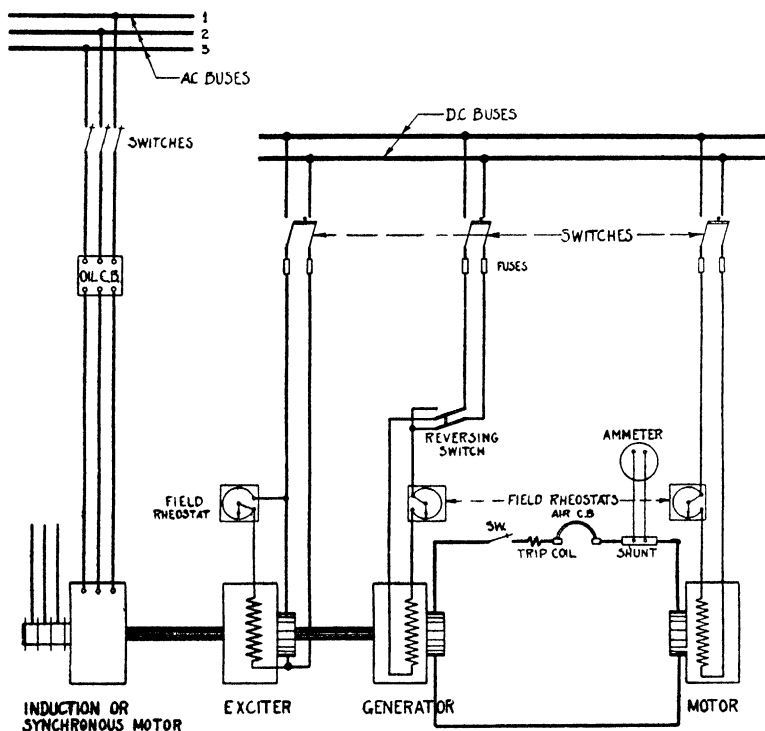 1
2
3
AC BUSES
D.C BUSES
SWITCHES
SWITCHES
OIL C.B.
FUSES
REVERSING
SWITCH
AMMETER
FIELD
RHEOSTAT
FIELD RHEOSTATS
AIR C.B
SW.
TRIP COIL
SHUNT
INDUCTION OR
SYNCHRONOUS MOTOR
EXCITER
GENERATOR
MOTOR